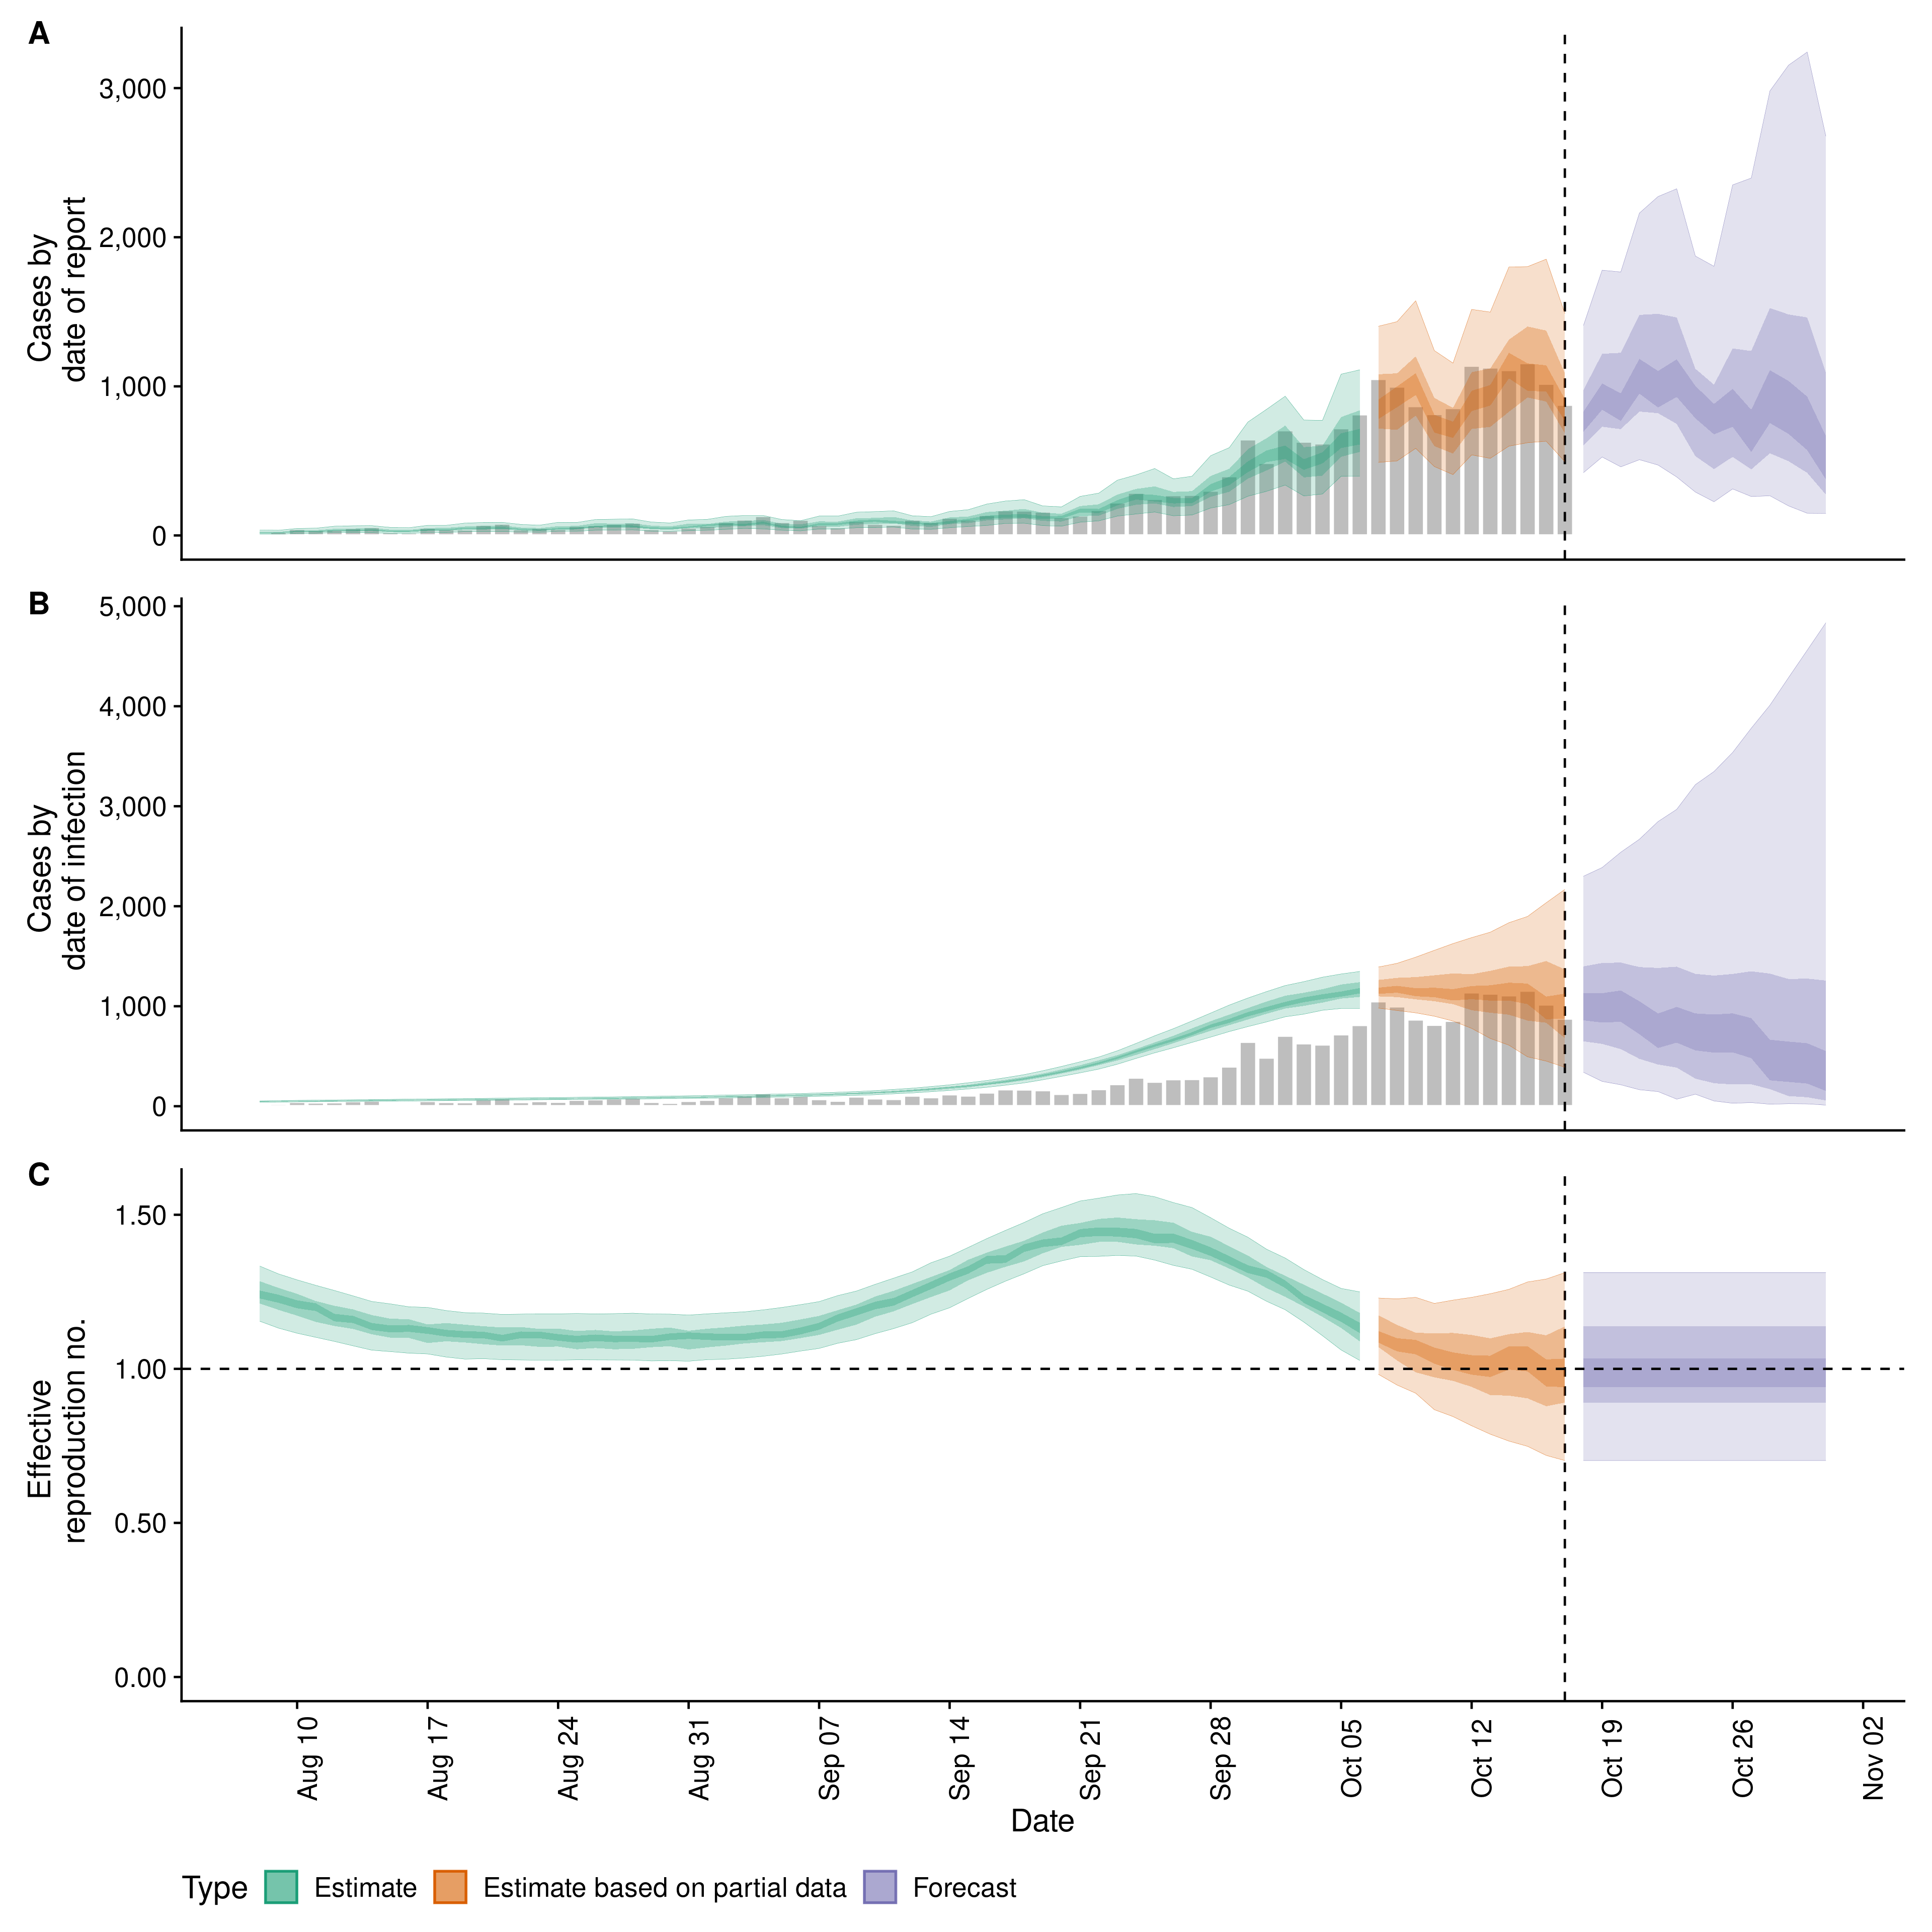 A
3,000
2,000
1,000
0
Cases by
date of report
B
5,000
4,000
3,000
2,000
1,000
0
Cases by
date of infection
C
1.50
1.00
0.50
0.00
Effective
reproduction no.
Aug 10
Aug 17
Aug 24
Aug 31
Sep 07
Sep 14
Sep 21
Sep 28
Oct 05
Oct 12
Oct 19
Oct 26
Nov 02
Date
Type Estimate Estimate based on partial data Forecast